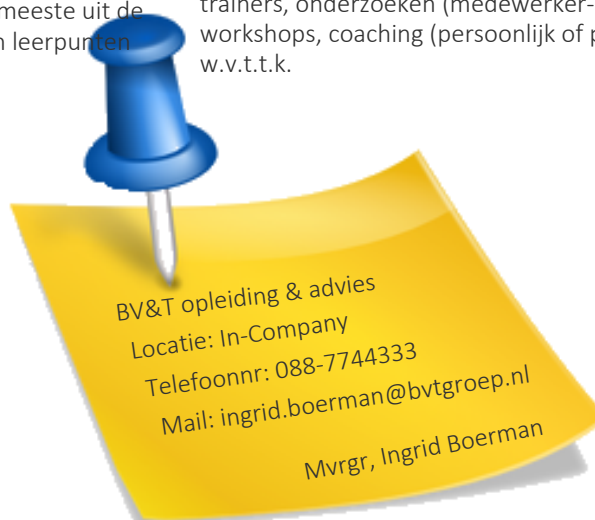 meeste uit de
n leerpunten
trainers, onderzoeken (medewerker-
workshops, coaching (persoonlijk of p
w.v.t.t.k.
BV&T opleiding & advies
Locatie: In-Company
Telefoonnr: 088-7744333
Mail: ingrid.boerman@bvtgroep.nl
Mvrgr, Ingrid Boerman